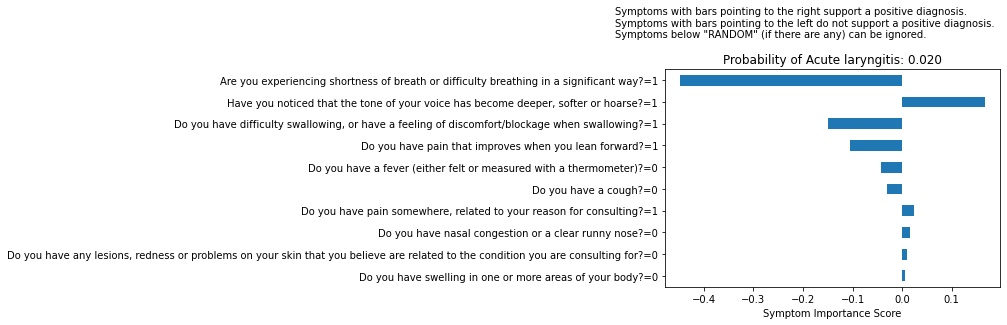 Symptoms with bars pointing to the right support a positive diagnosis.
Symptoms with bars pointing to the left do not support a positive diagnosis.
Symptoms below "RANDOM" (if there are any) can be ignored.
Probability of Acute laryngitis: 0.020
Are you experiencing shortness of breath or difficulty breathing in a significant way?=1
Have you noticed that the tone of your voice has become deeper, softer or hoarse?=1
Do you have difficulty swallowing, or have a feeling of discomfort/blockage when swallowing?=1
Do you have pain that improves when you lean forward?=1
Do you have a fever (either felt or measured with a thermometer)?=0
Do you have a cough?=0
Do you have pain somewhere, related to your reason for consulting?=1
Do you have nasal congestion or a clear runny nose?=0
Do you have any lesions, redness or problems on your skin that you believe are related to the condition you are consulting for?=0
Do you have swelling in one or more areas of your body?=0
−0.4 −0.3 −0.2 −0.1 0.0 0.1
Symptom Importance Score